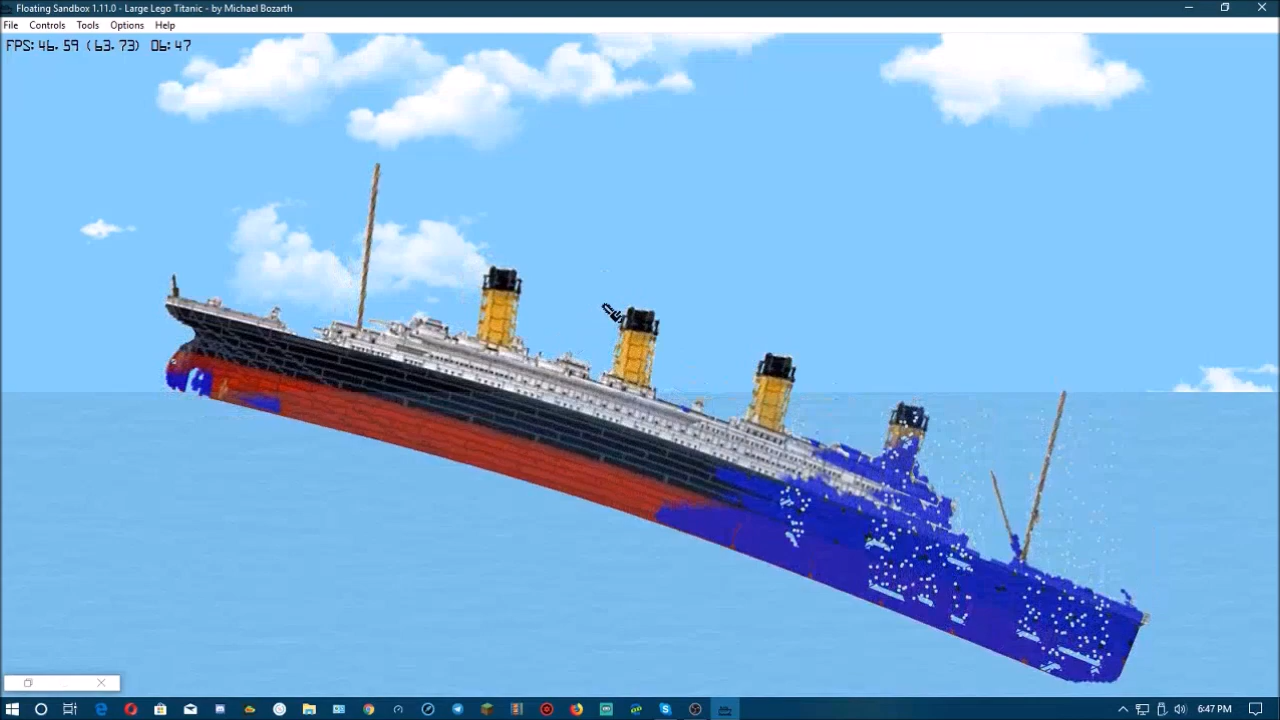 Floating Sandbox 1.11.0 - Large Lego Titanic - by Michael Bozarth
File Controls Tools Options Help
FPS: 46.59 (63.73) 06:47
6:47 PM